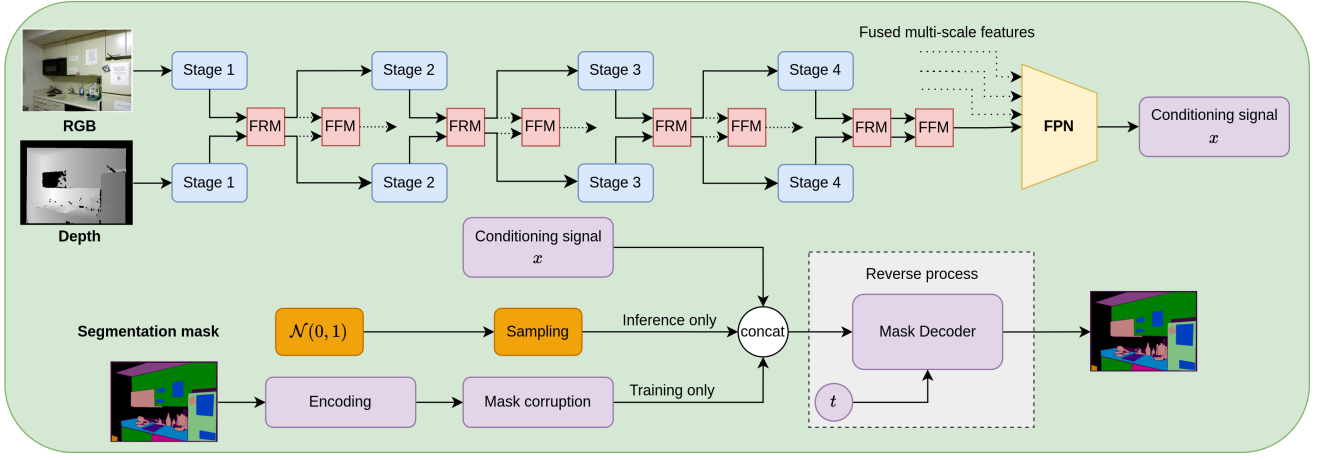 Fused multi-scale features
RGB
Stage 1
Stage 2
Stage 3
Stage 4
FRM
FFM
FRM
FFM
FRM
FFM
FRM
FFM
FPN
Conditioning signal
x
Depth
Stage 1
Stage 2
Stage 3
Stage 4
Conditioning signal
x
Reverse process
Segmentation mask
N(0, 1)
Sampling
Inference only
concat
Mask Decoder
Encoding
Mask corruption
Training only
t